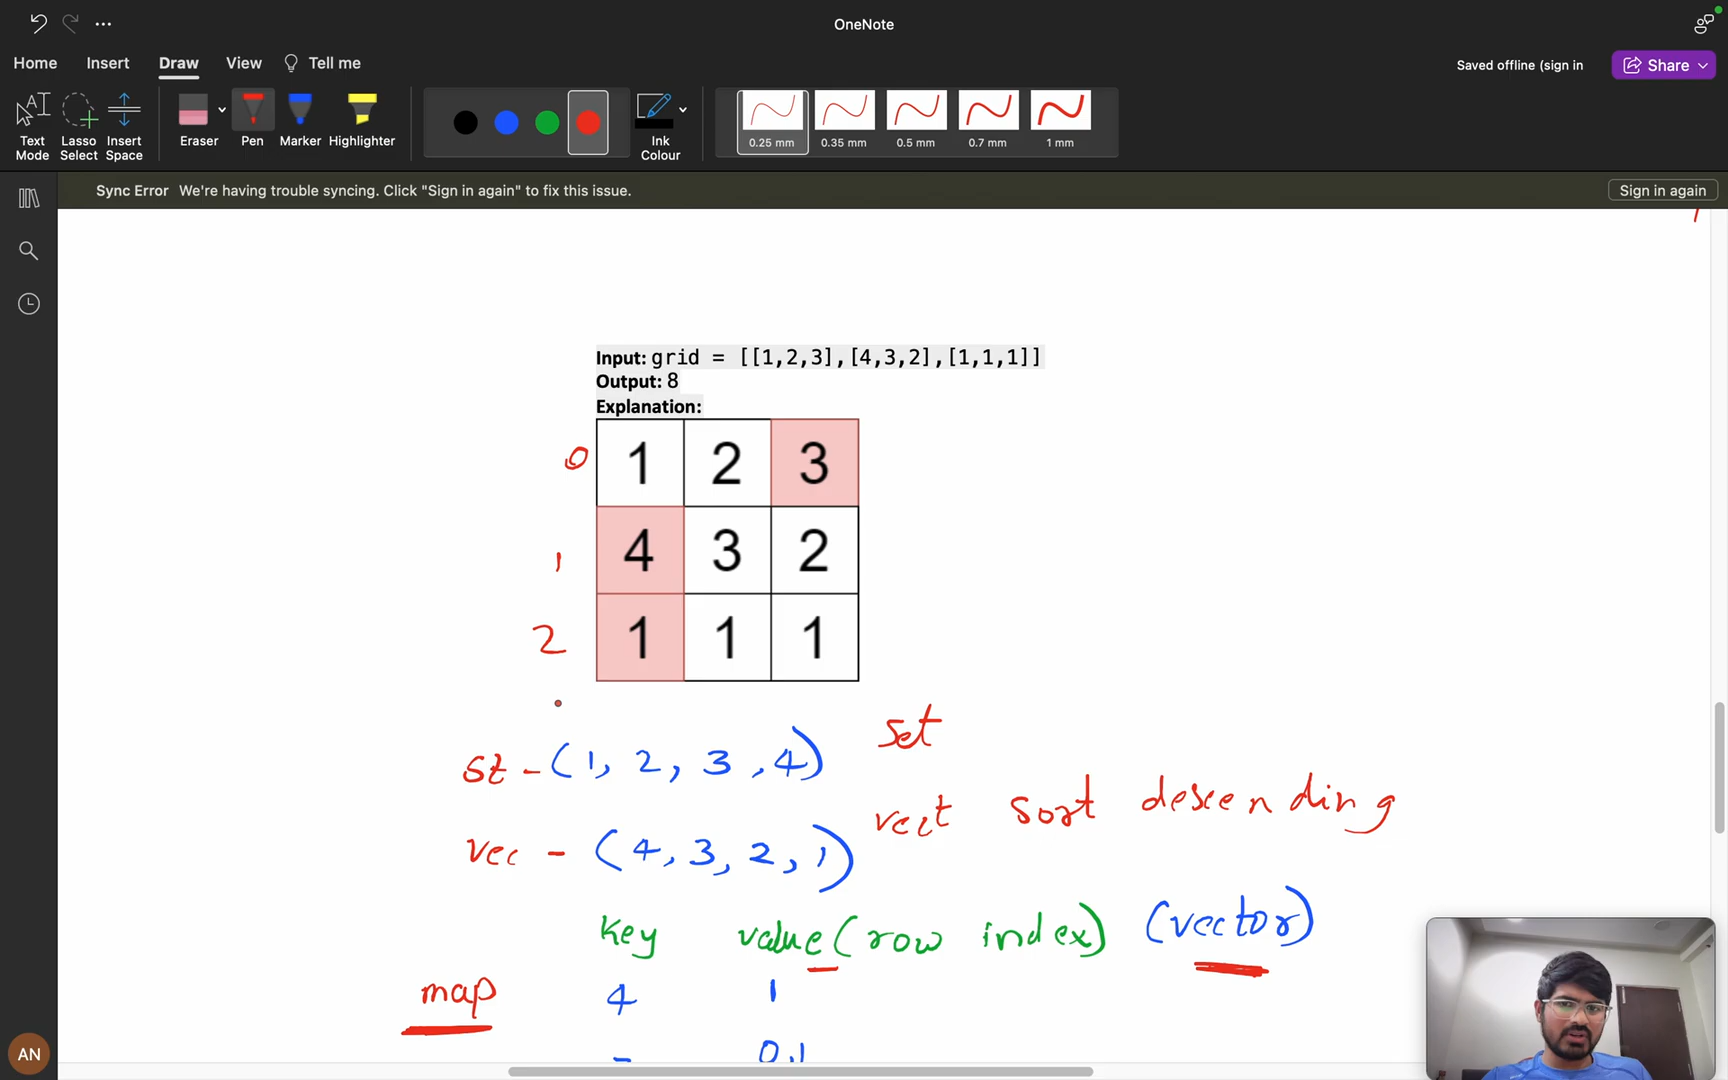 OneNote
Home Insert Draw View Tell me
Saved offline (sign in
Share
Text Mode
Lasso Select
Insert Space
Eraser
Pen
Marker
Highlighter
Ink Colour
0.25 mm
0.35 mm
0.5 mm
0.7 mm
1 mm
Sync Error We're having trouble syncing. Click "Sign in again" to fix this issue.
Sign in again
Input: grid = [[1,2,3],[4,3,2],[1,1,1]]
Output: 8
Explanation:
0 1 2 3
1 4 3 2
2 1 1 1
set
st - (1, 2, 3, 4)
vect sort descending
vec - (4, 3, 2, 1)
key value (row index) (vector)
map 4 1
0,1
AN